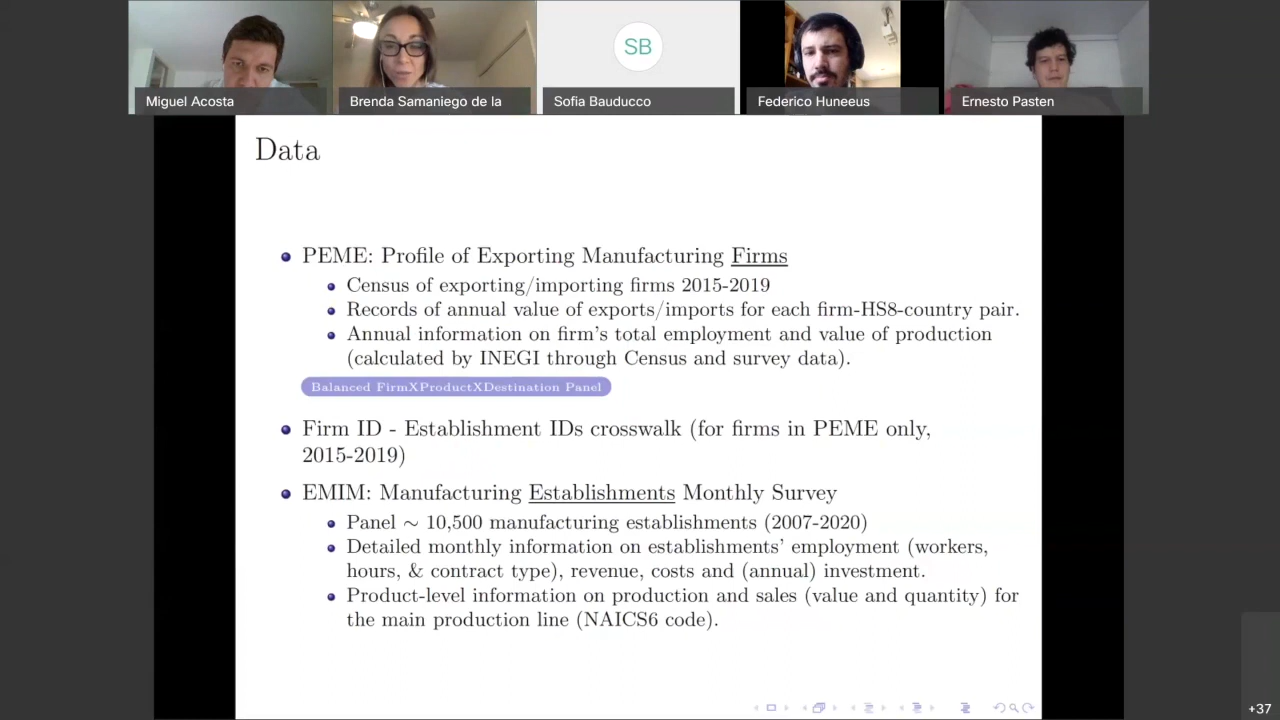 Miguel Acosta
Brenda Samaniego de la
SB
Sofia Bauducco
Federico Huneeus
Ernesto Pasten
Data
PEME: Profile of Exporting Manufacturing Firms
Census of exporting/importing firms 2015-2019
Records of annual value of exports/imports for each firm-HS8-country pair.
Annual information on firm's total employment and value of production
(calculated by INEGI through Census and survey data).
Balanced FirmXProductXDestination Panel
Firm ID - Establishment IDs crosswalk (for firms in PEME only,
2015-2019)
EMIM: Manufacturing Establishments Monthly Survey
Panel ∼ 10,500 manufacturing establishments (2007-2020)
Detailed monthly information on establishments' employment (workers,
hours, & contract type), revenue, costs and (annual) investment.
Product-level information on production and sales (value and quantity) for
the main production line (NAICS6 code).
+37